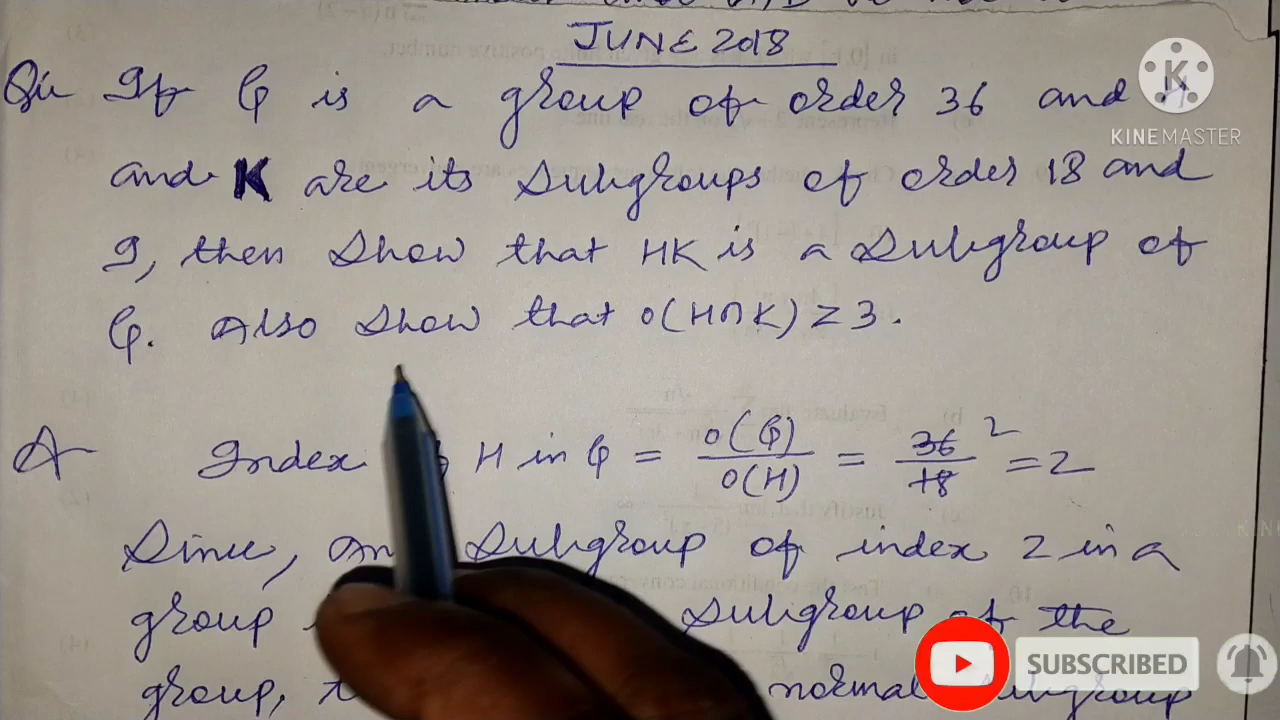 JUNE 2018
Qu If G is a group of order 36 and H
KINEMASTER
and K are its subgroups of order 18 and
9, then show that HK is a subgroup of
G. Also show that o(H∩K) ≥ 3.
A Index H in G = o(G)/o(H) = 36/18 2 = 2
Since, subgroup of index 2 in a
group subgroup of the
SUBSCRIBED
group, normal subgroup